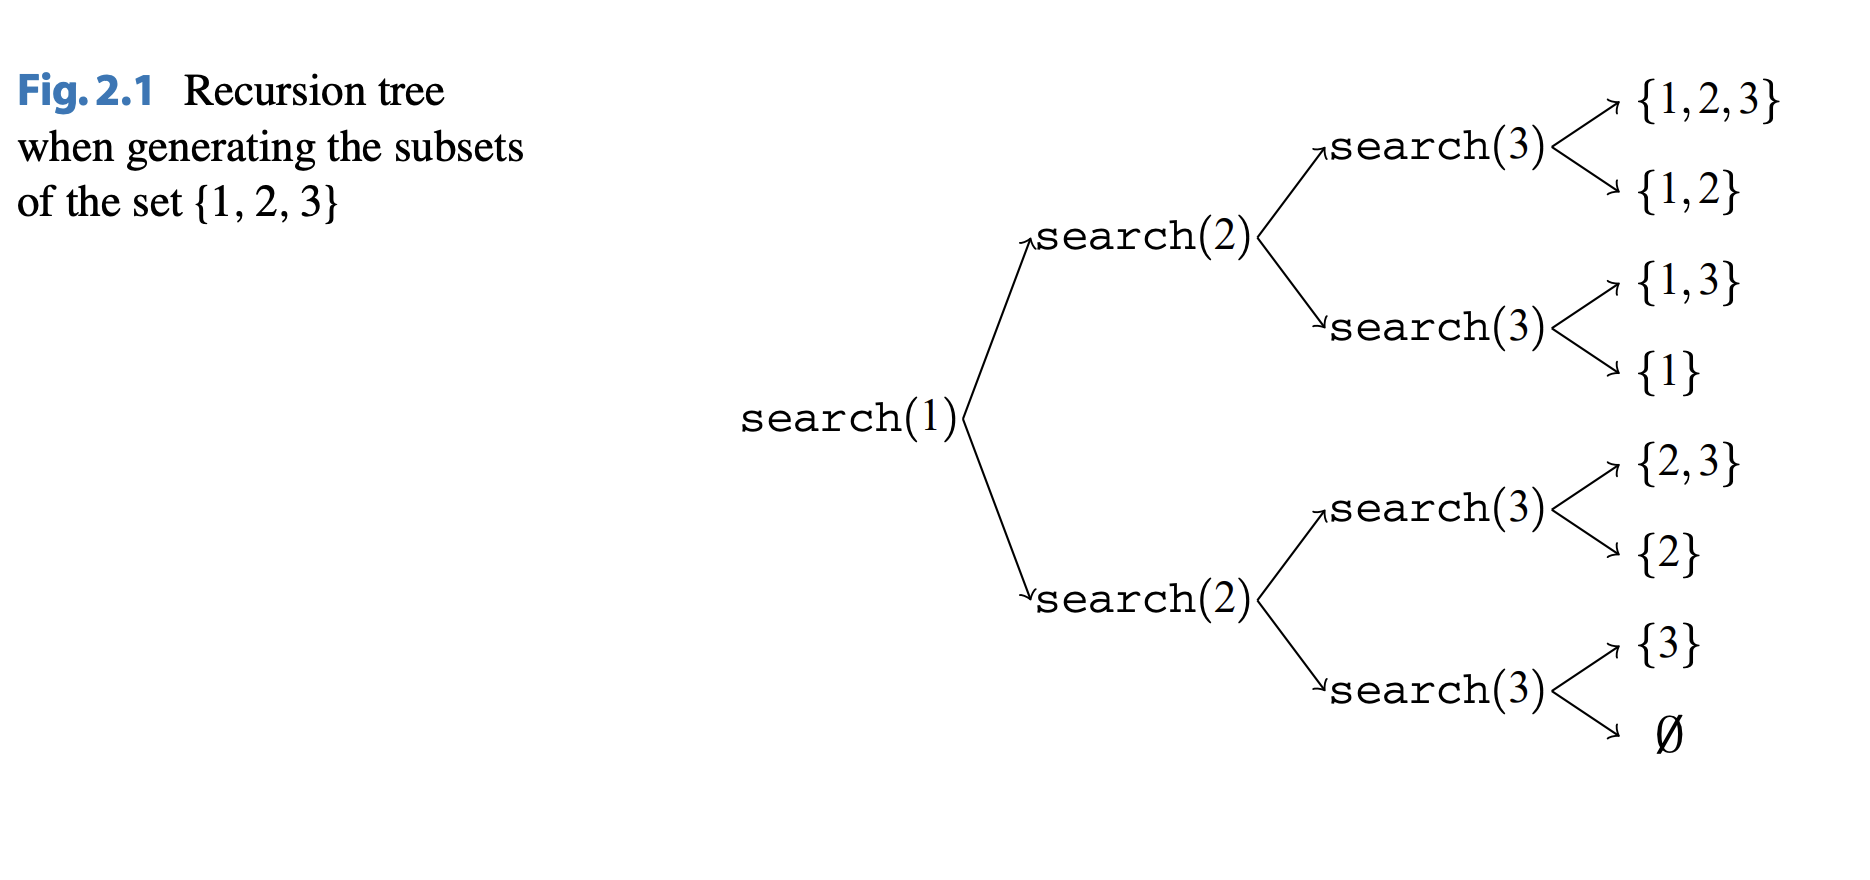 Fig. 2.1 Recursion tree
when generating the subsets
of the set {1, 2, 3}
{1,2,3}
search(3)
{1,2}
search(2)
{1,3}
search(3)
{1}
search(1)
{2,3}
search(3)
{2}
search(2)
{3}
search(3)
Ø